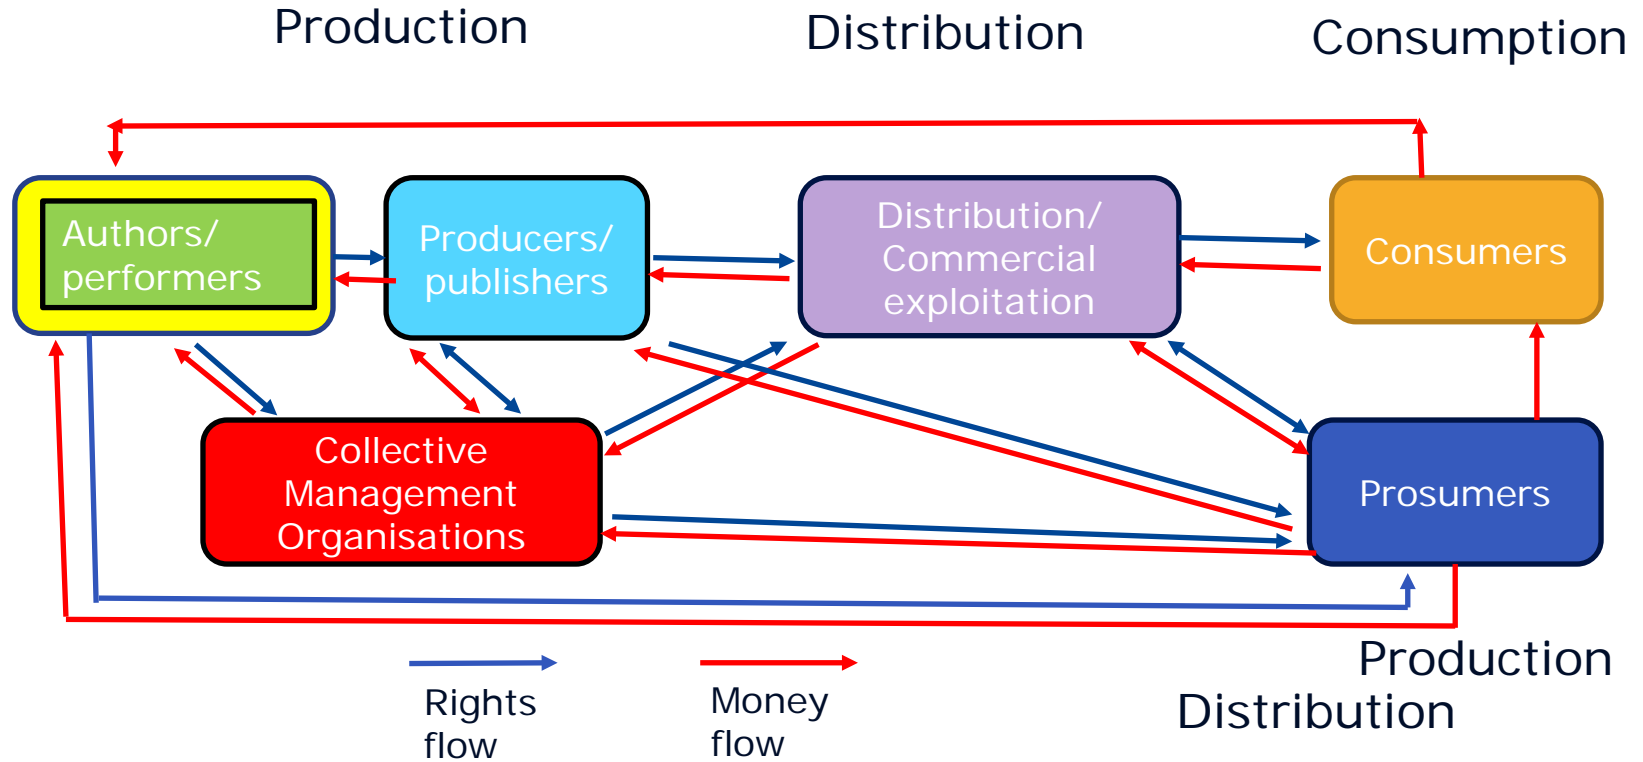 Production
Distribution
Consumption
Authors/
performers
Producers/
publishers
Distribution/
Commercial
exploitation
Consumers
Collective
Management
Organisations
Prosumers
Production
Distribution
Rights
flow
Money
flow